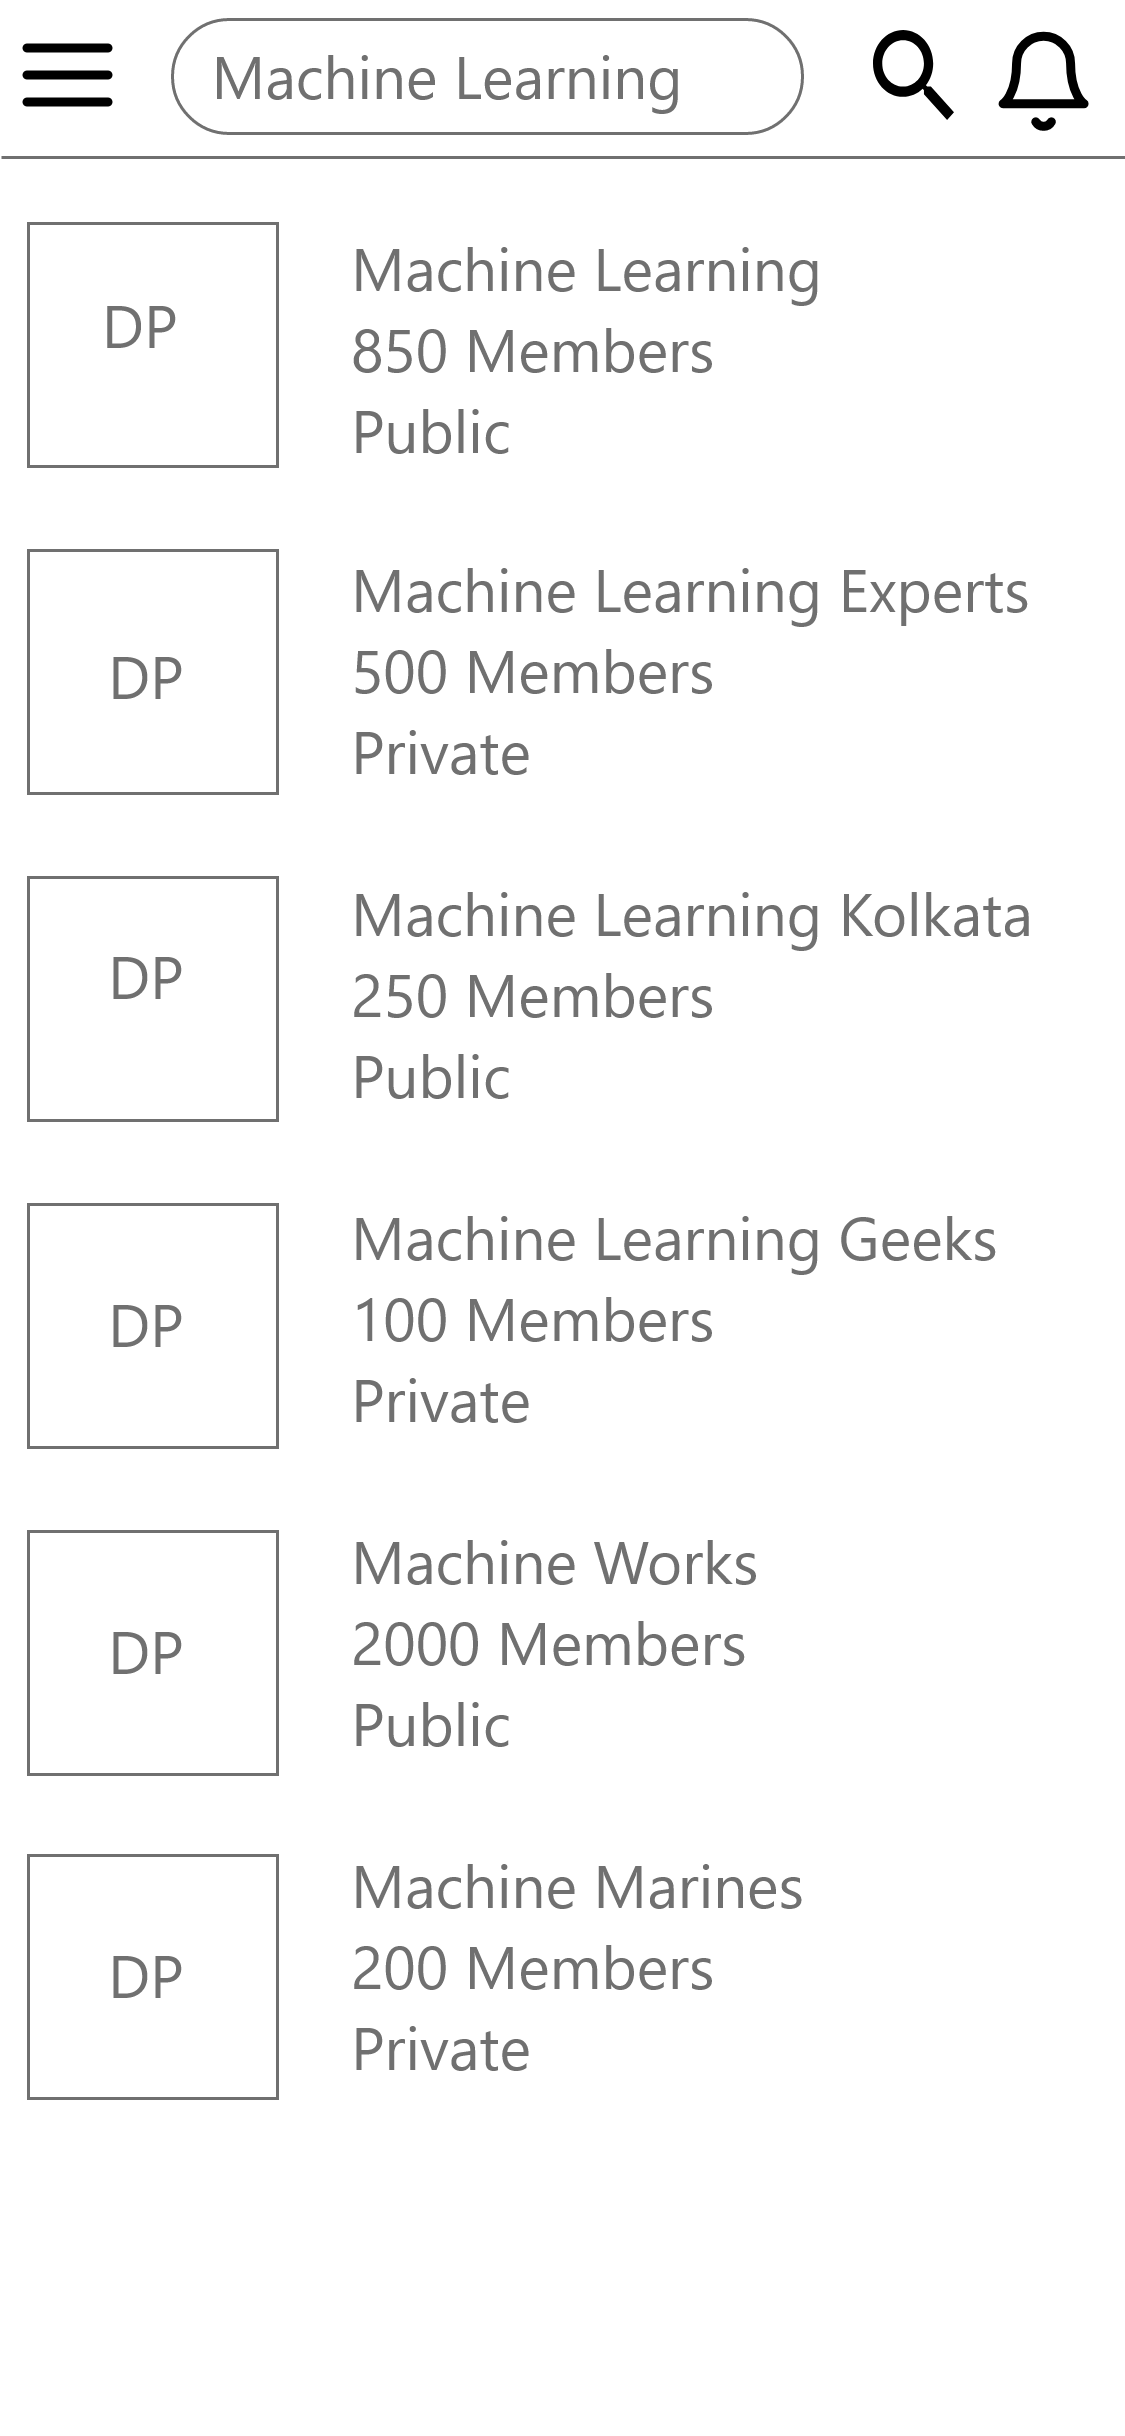 Machine Learning
DP
Machine Learning
850 Members
Public
DP
Machine Learning Experts
500 Members
Private
DP
Machine Learning Kolkata
250 Members
Public
DP
Machine Learning Geeks
100 Members
Private
DP
Machine Works
2000 Members
Public
DP
Machine Marines
200 Members
Private